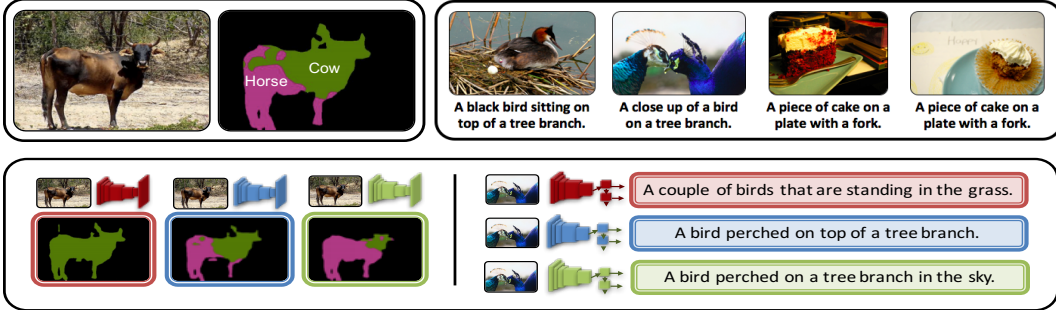 Horse
Cow
A black bird sitting on
top of a tree branch.
A close up of a bird
on a tree branch.
A piece of cake on a
plate with a fork.
A piece of cake on a
plate with a fork.
A couple of birds that are standing in the grass.
A bird perched on top of a tree branch.
A bird perched on a tree branch in the sky.